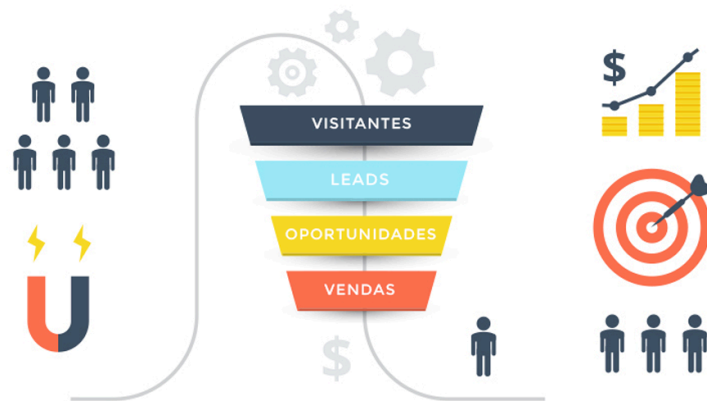 $
VISITANTES
LEADS
OPORTUNIDADES
VENDAS
$